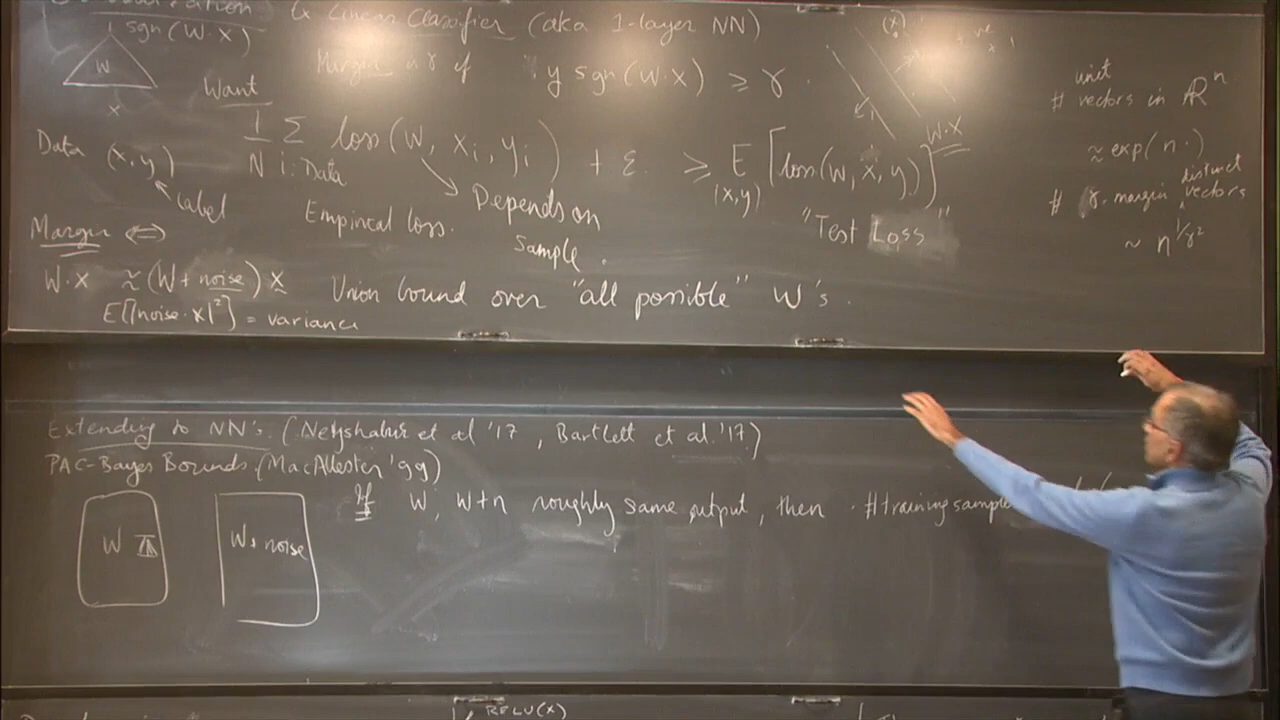 Linear Classifier (aka 1-layer NN)
sgn(W·X)
W
x
Margin is γ if y sgn(W·X) ≥ γ.
Want
Data (x,y)
Label
1/N Σ i:Data loss(W, xi, yi) + ε ≥ E (x,y) [loss(W, x, y)]
Empirical loss.
Depends on
sample.
"Test Loss"
W·X
unit
# vectors in ℝⁿ
≈ exp(n·)
# γ-margin distinct vectors
~ n^1/γ²
Margin ⇔
W·X ≈ (W+noise) X
E[|noise·X|²] = variance
Union bound over "all possible" W's.
Extending to NN's. (Neyshabur et al '17, Bartlett et al. '17)
PAC-Bayes Bounds. (MacAllester '99)
W
W+noise
If W, W+n roughly same output, then # training sample
RELU(x)